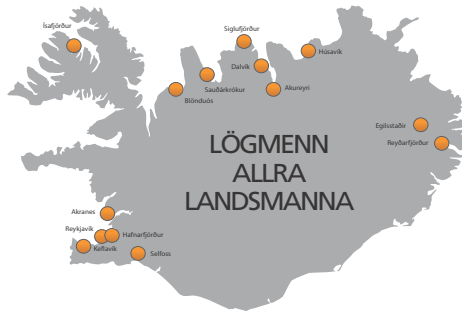 Ísafjörður
Siglufjörður
Húsavík
Dalvík
Sauðárkrókur
Akureyri
Blönduós
Egilsstaðir
Reyðarfjörður
LÖGMENN
ALLRA
LANDSMANNA
Akranes
Reykjavík
Hafnarfjörður
Keflavík
Selfoss